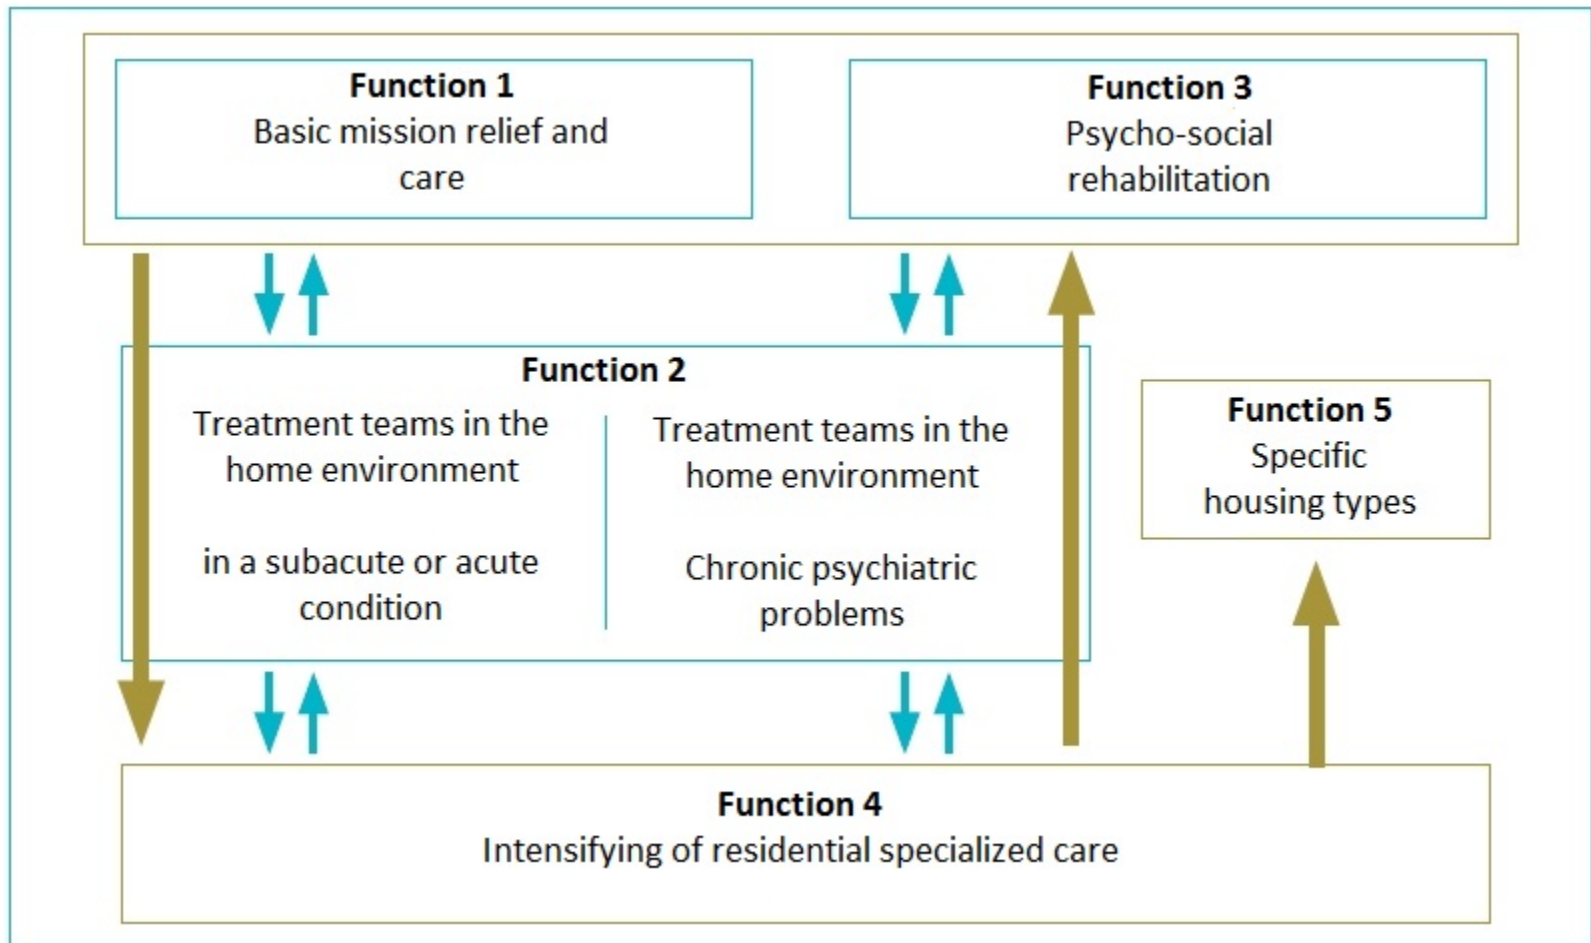 Function 1
Basic mission relief and
care
Function 3
Psycho-social
rehabilitation
Function 2
Treatment teams in the
home environment
in a subacute or acute
condition
Treatment teams in the
home environment
Chronic psychiatric
problems
Function 5
Specific
housing types
Function 4
Intensifying of residential specialized care